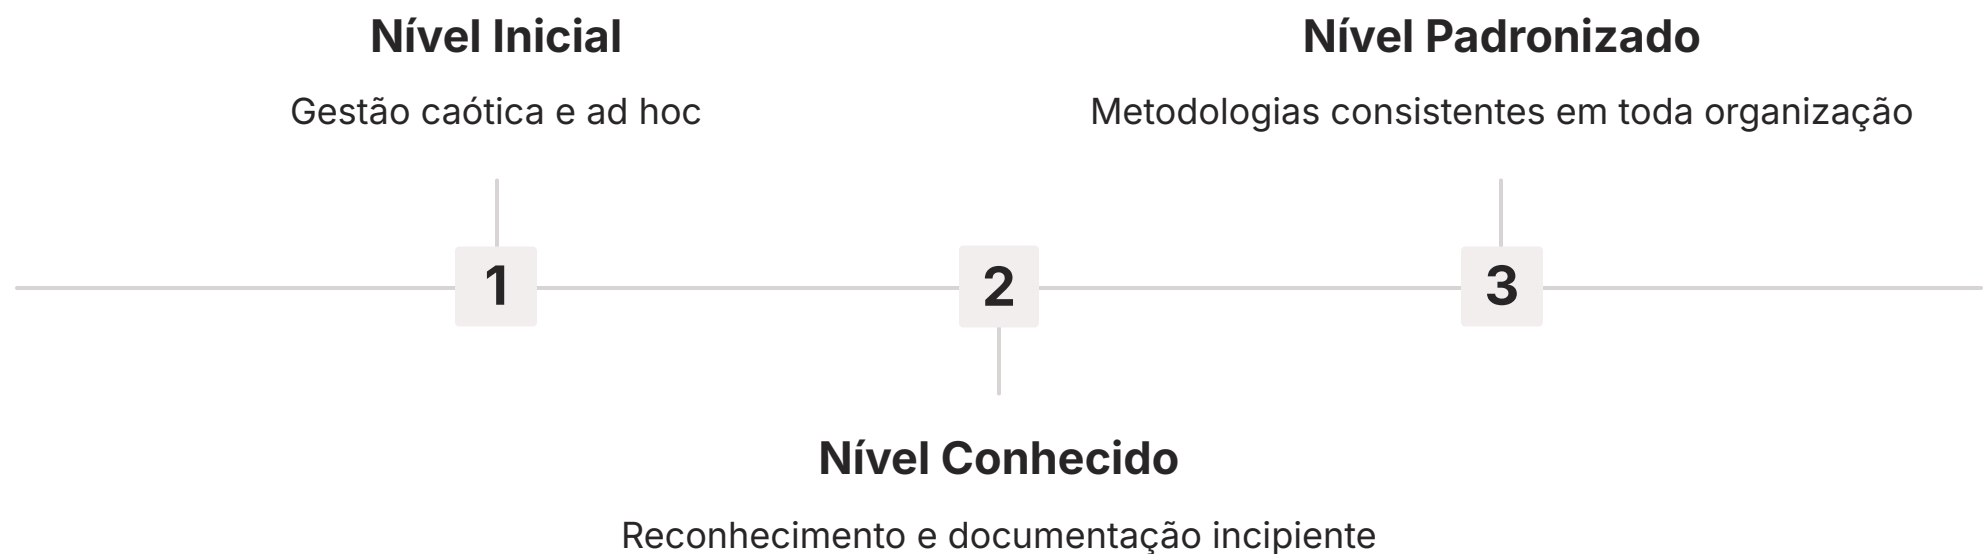 Nível Inicial
Gestão caótica e ad hoc
Nível Padronizado
Metodologias consistentes em toda organização
1
2
3
Nível Conhecido
Reconhecimento e documentação incipiente